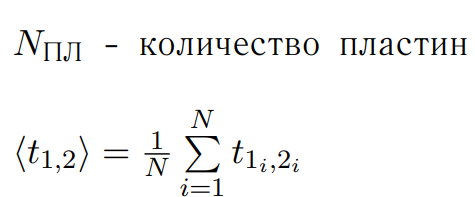 N_ПЛ - количество пластин
⟨t_{1,2}⟩ = \frac{1}{N} \sum_{i=1}^{N} t_{1_i,2_i}